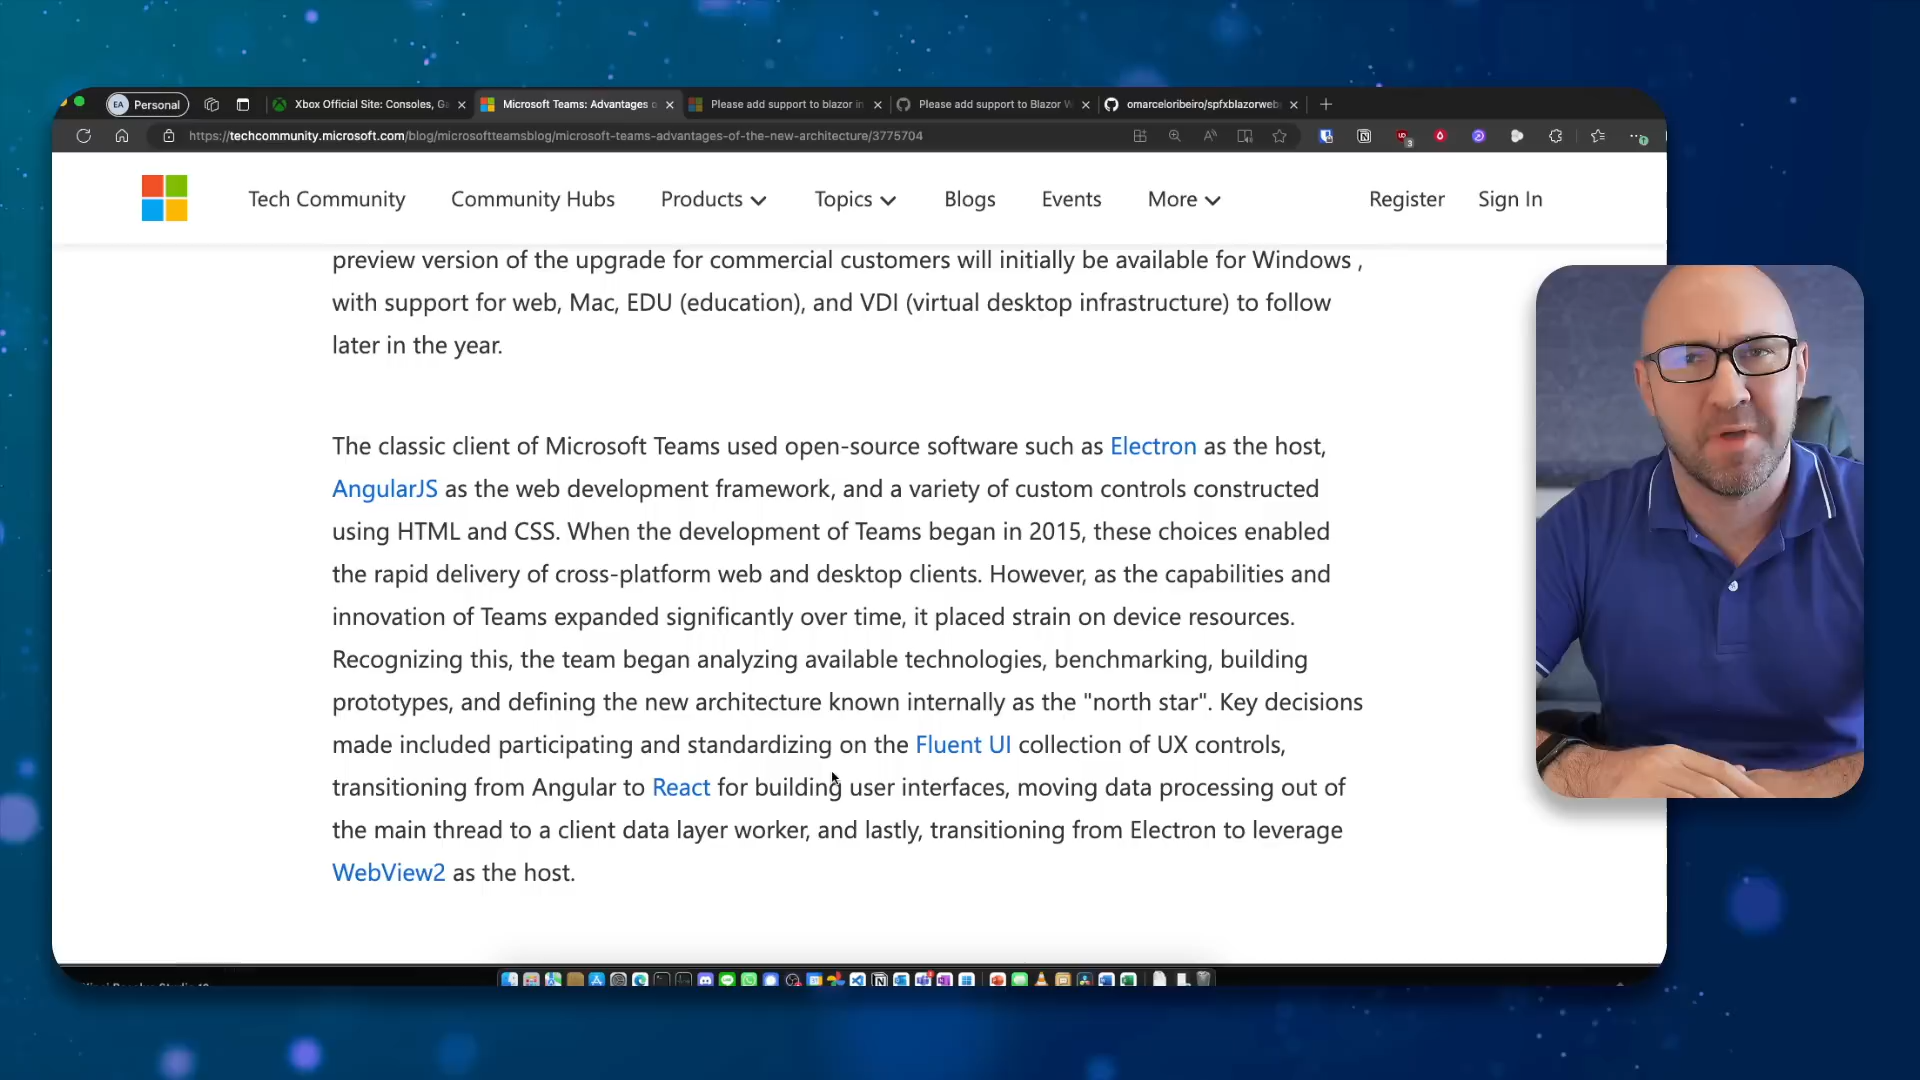 EA Personal
Xbox Official Site: Consoles, G
Microsoft Teams: Advantages
Please add support to blazor in
Please add support to Blazor W
omarceloribeiro/spfxblazorweb
https://techcommunity.microsoft.com/blog/microsoftteamsblog/microsoft-teams-advantages-of-the-new-architecture/3775704
Tech Community
Community Hubs
Products
Topics
Blogs
Events
More
Register
Sign In
preview version of the upgrade for commercial customers will initially be available for Windows ,
with support for web, Mac, EDU (education), and VDI (virtual desktop infrastructure) to follow
later in the year.
The classic client of Microsoft Teams used open-source software such as Electron as the host,
AngularJS as the web development framework, and a variety of custom controls constructed
using HTML and CSS. When the development of Teams began in 2015, these choices enabled
the rapid delivery of cross-platform web and desktop clients. However, as the capabilities and
innovation of Teams expanded significantly over time, it placed strain on device resources.
Recognizing this, the team began analyzing available technologies, benchmarking, building
prototypes, and defining the new architecture known internally as the "north star". Key decisions
made included participating and standardizing on the Fluent UI collection of UX controls,
transitioning from Angular to React for building user interfaces, moving data processing out of
the main thread to a client data layer worker, and lastly, transitioning from Electron to leverage
WebView2 as the host.